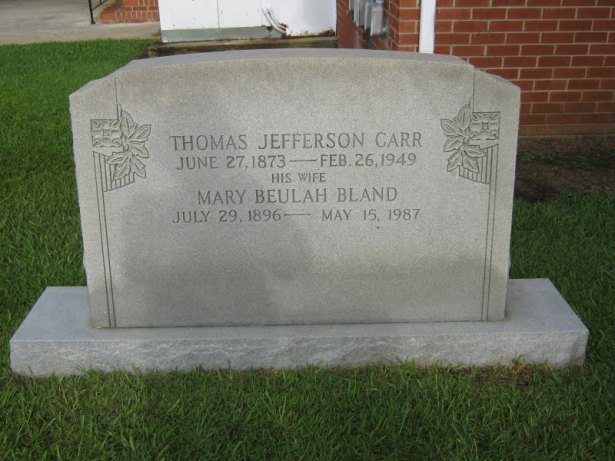 THOMAS JEFFERSON CARR
JUNE 27, 1873 — FEB. 26, 1949
HIS WIFE
MARY BEULAH BLAND
JULY 29, 1896 — MAY 15, 1987